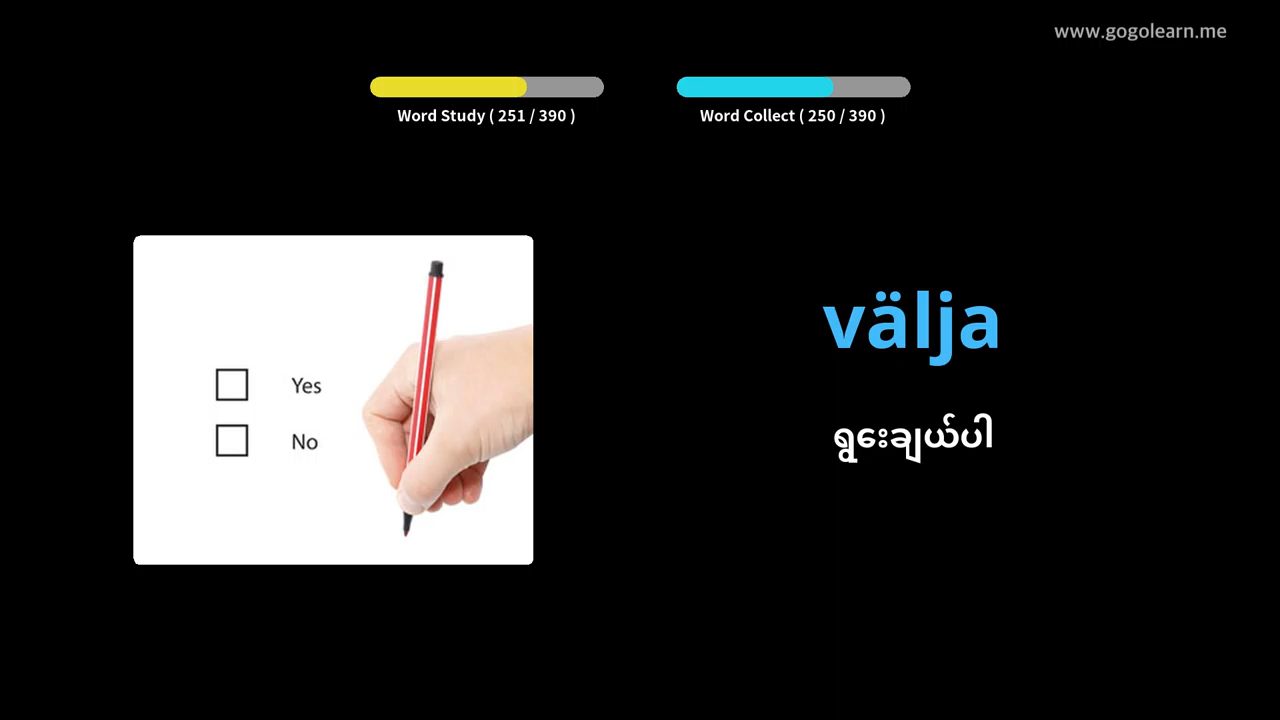 www.gogolearn.me
Word Study ( 251 / 390 )
Word Collect ( 250 / 390 )
Yes
No
välja
ရွေးချယ်ပါ